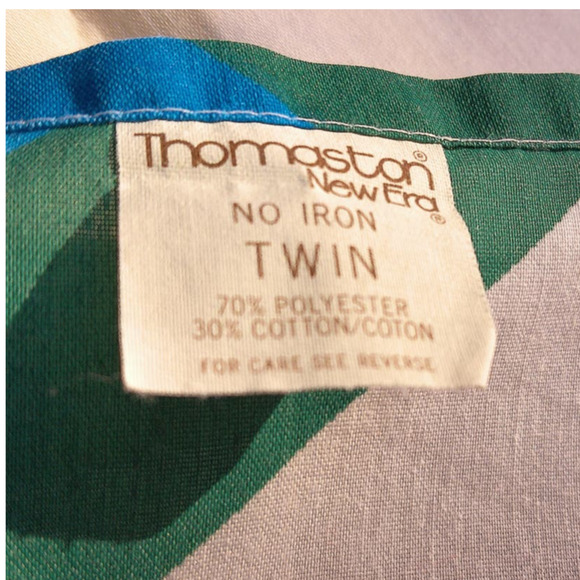 Thomaston®
New Era®
NO IRON
TWIN
70% POLYESTER
30% COTTON/COTON
FOR CARE SEE REVERSE